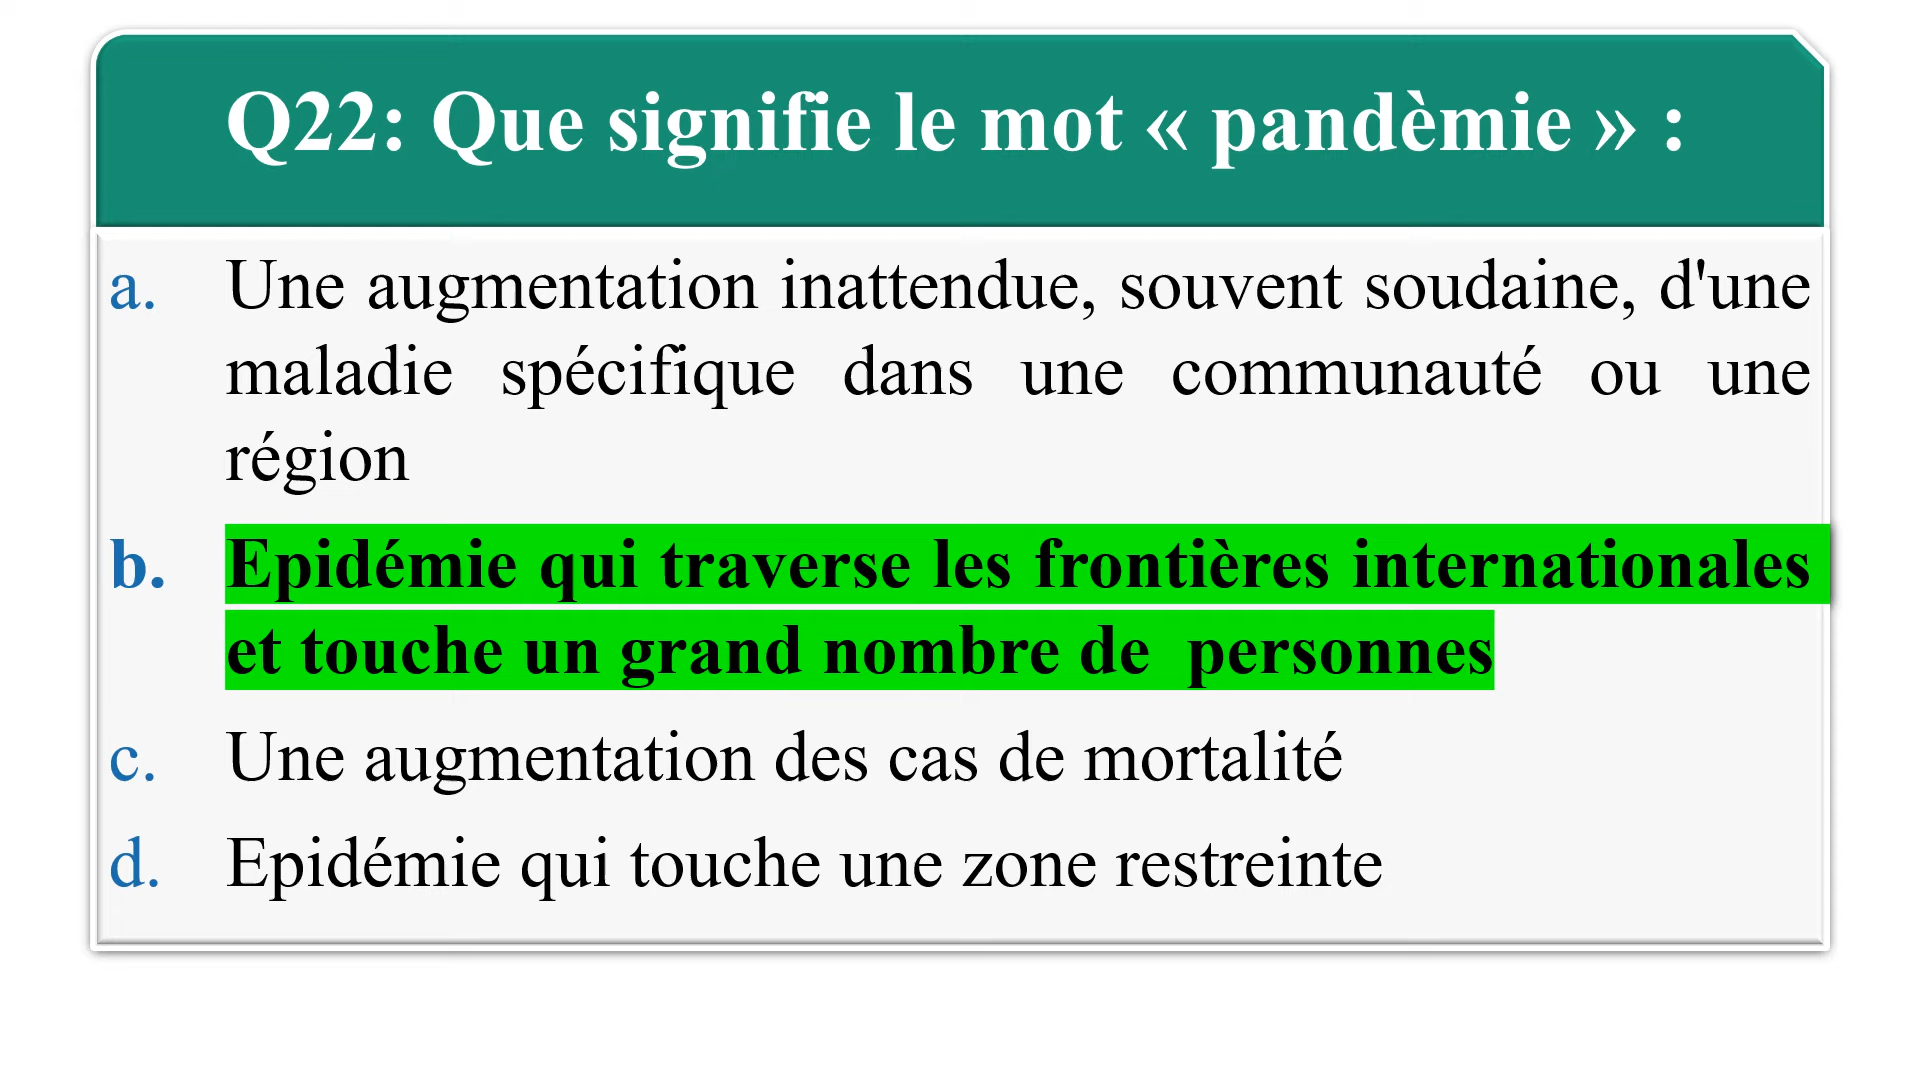 Q22: Que signifie le mot « pandèmie » :
a. Une augmentation inattendue, souvent soudaine, d'une
maladie spécifique dans une communauté ou une
région
b. Epidémie qui traverse les frontières internationales
et touche un grand nombre de personnes
c. Une augmentation des cas de mortalité
d. Epidémie qui touche une zone restreinte